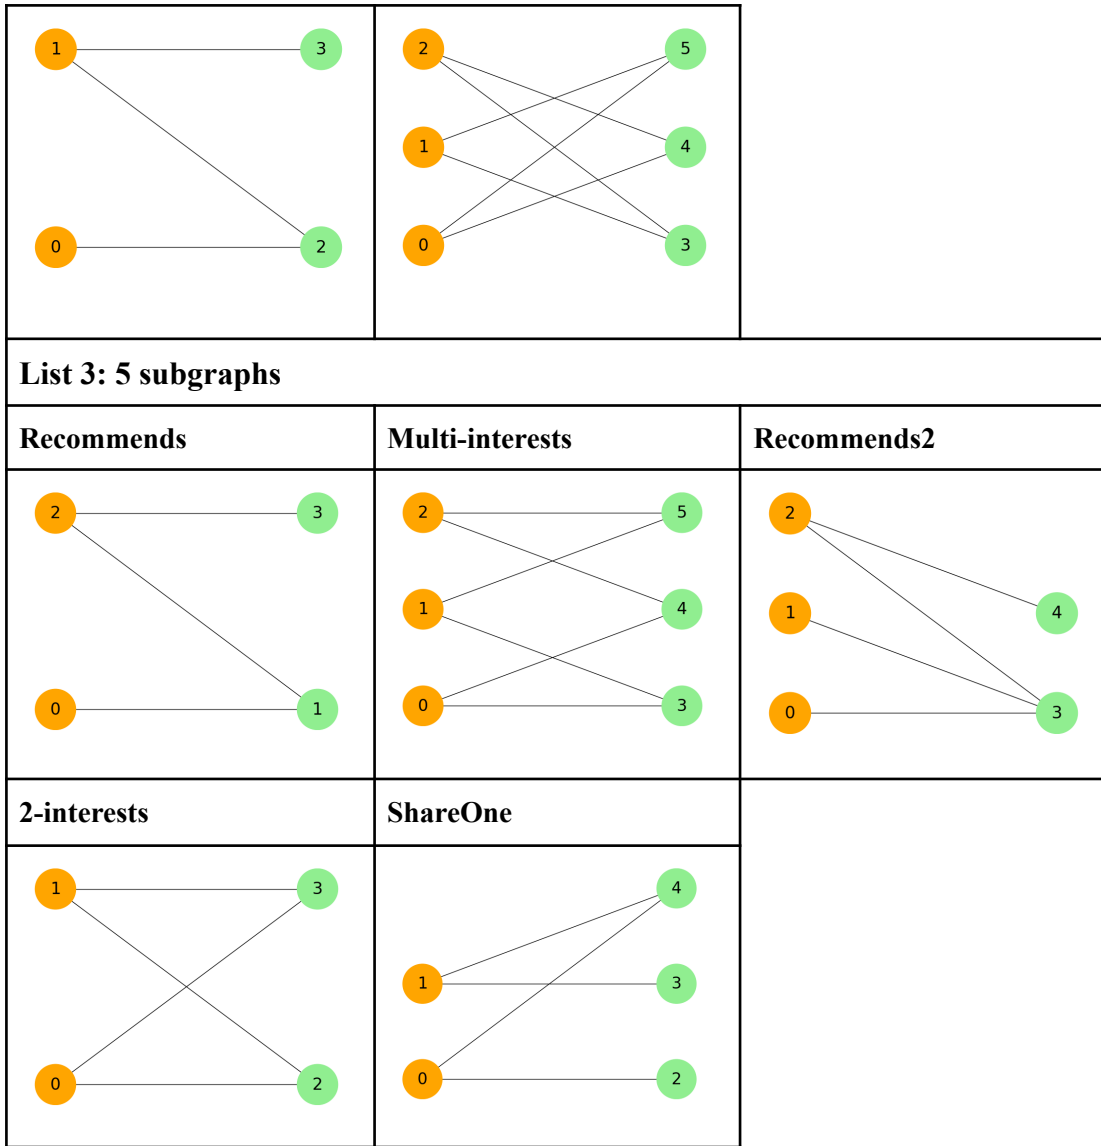 1 3 2 5
1 4
0 2 0 3
List 3: 5 subgraphs
Recommends Multi-interests Recommends2
2 3 2 5 2
1 4 1 4
0 1 0 3 0 3
2-interests ShareOne
1 3 4
1 3
0 2 0 2